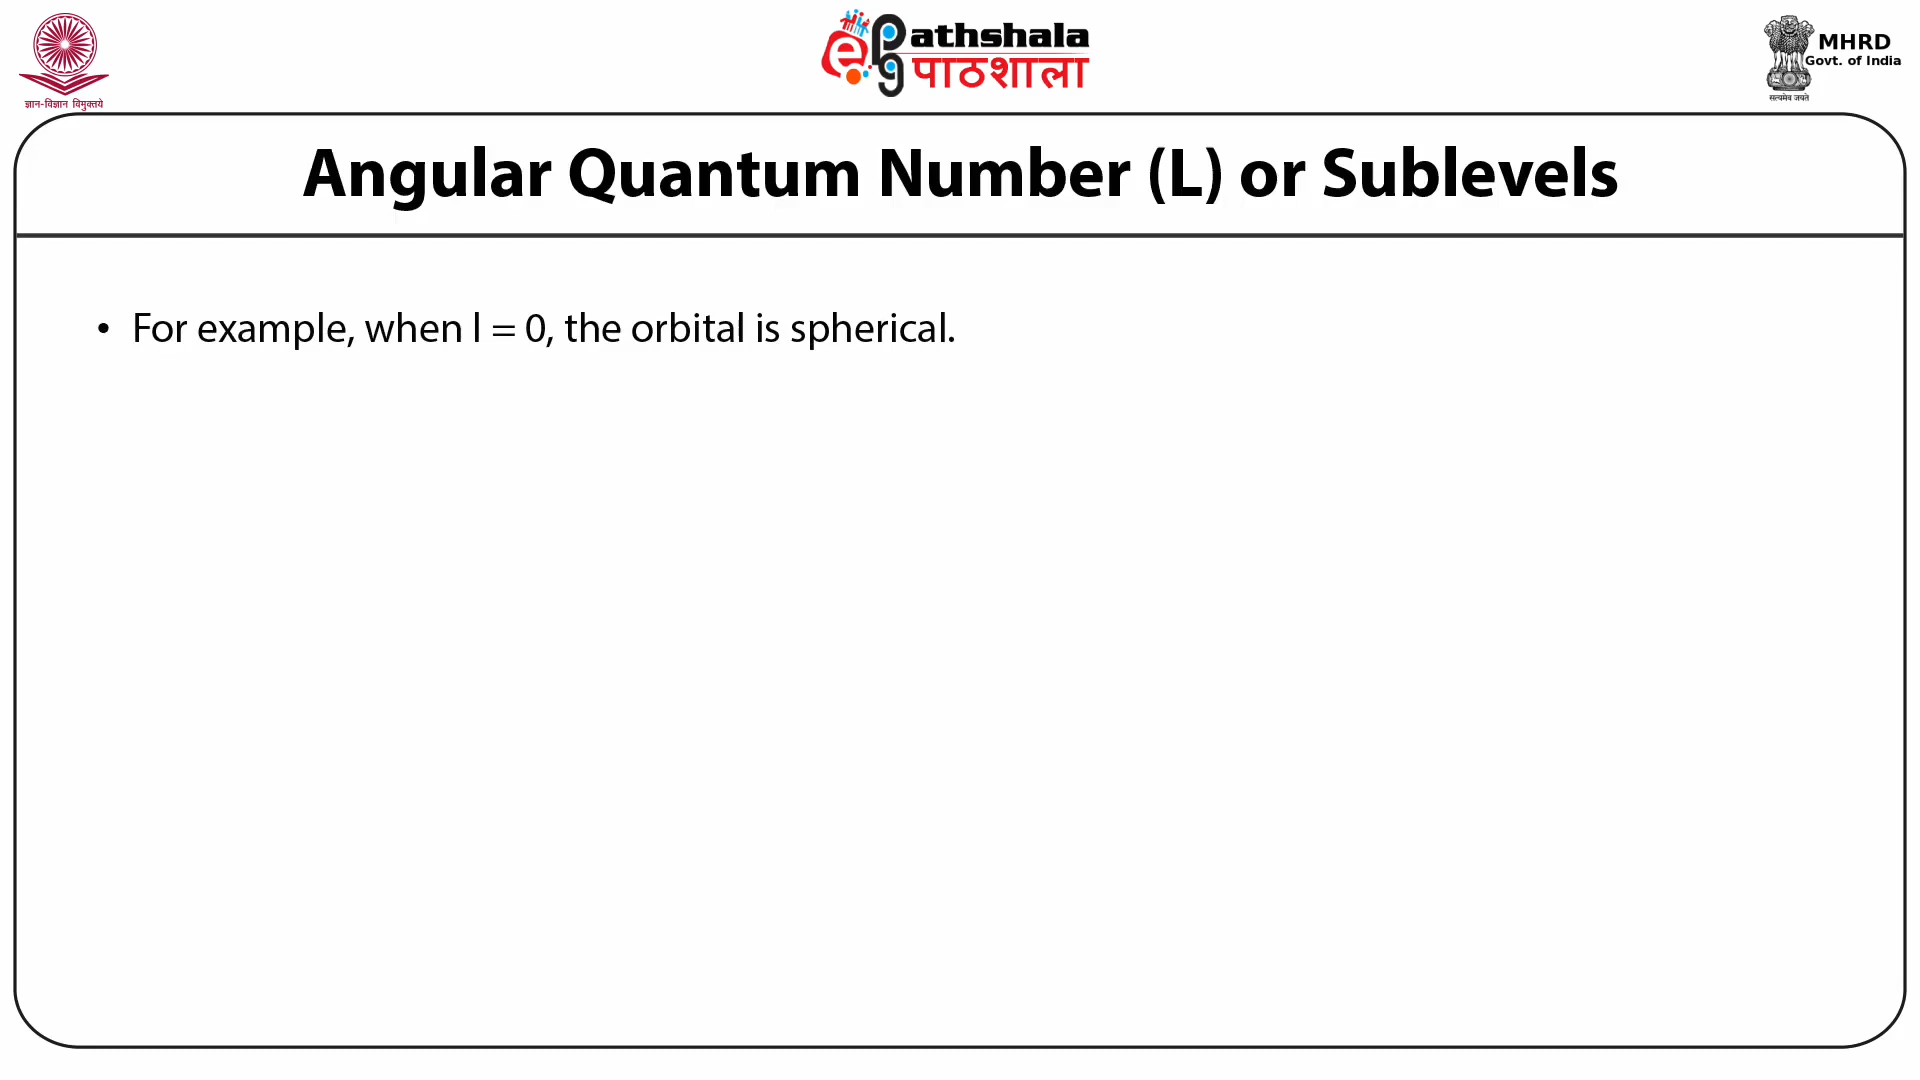 ज्ञान-विज्ञान विमुक्तये
ePGathshala
पाठशाला
MHRD
Govt. of India
सत्यमेव जयते
Angular Quantum Number (L) or Sublevels
• For example, when l = 0, the orbital is spherical.